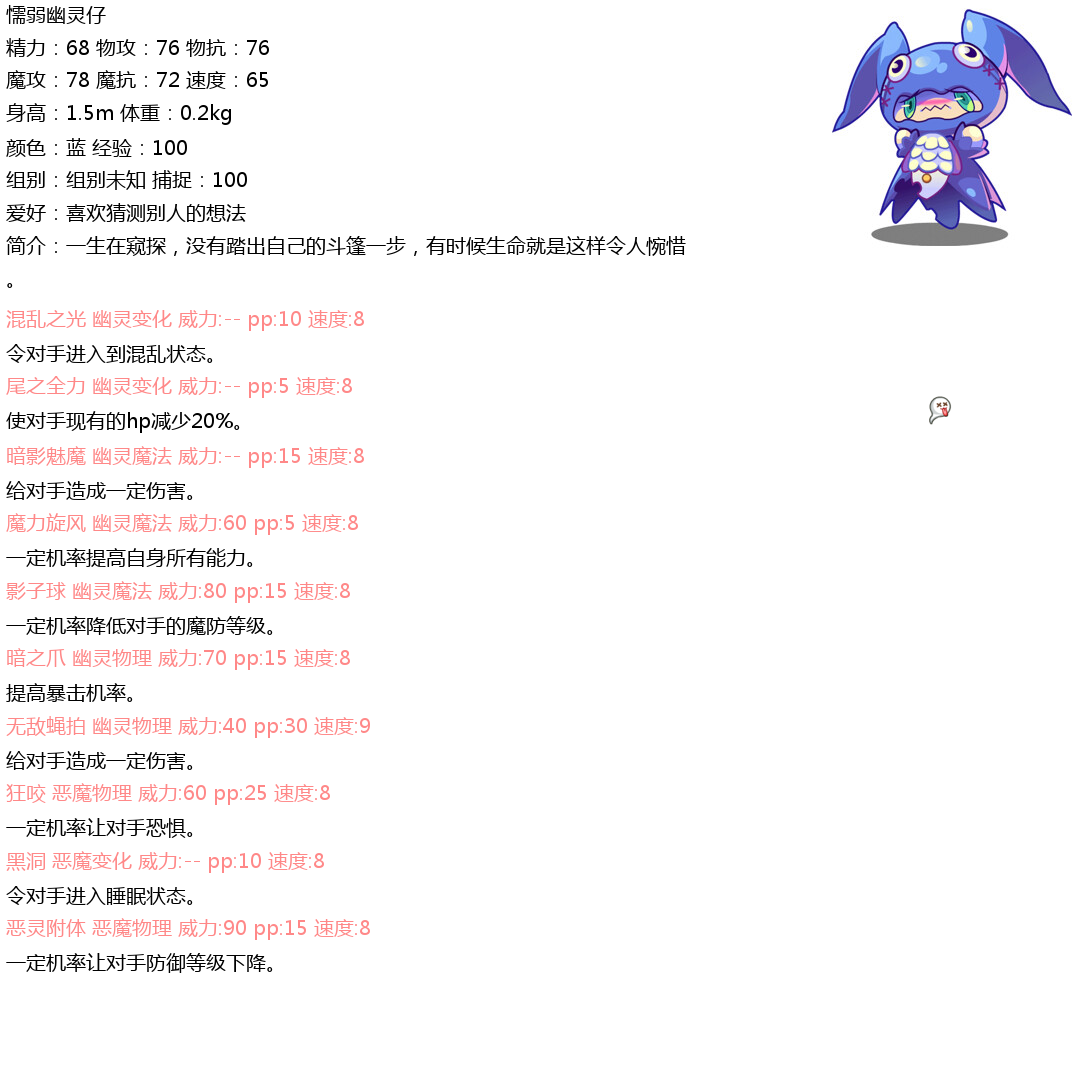 懦弱幽灵仔
精力：68 物攻：76 物抗：76
魔攻：78 魔抗：72 速度：65
身高：1.5m 体重：0.2kg
颜色：蓝 经验：100
组别：组别未知 捕捉：100
爱好：喜欢猜测别人的想法
简介：一生在窥探，没有踏出自己的斗篷一步，有时候生命就是这样令人惋惜
。
混乱之光 幽灵变化 威力:-- pp:10 速度:8
令对手进入到混乱状态。
尾之全力 幽灵变化 威力:-- pp:5 速度:8
使对手现有的hp减少20%。
暗影魅魔 幽灵魔法 威力:-- pp:15 速度:8
给对手造成一定伤害。
魔力旋风 幽灵魔法 威力:60 pp:5 速度:8
一定机率提高自身所有能力。
影子球 幽灵魔法 威力:80 pp:15 速度:8
一定机率降低对手的魔防等级。
暗之爪 幽灵物理 威力:70 pp:15 速度:8
提高暴击机率。
无敌蝇拍 幽灵物理 威力:40 pp:30 速度:9
给对手造成一定伤害。
狂咬 恶魔物理 威力:60 pp:25 速度:8
一定机率让对手恐惧。
黑洞 恶魔变化 威力:-- pp:10 速度:8
令对手进入睡眠状态。
恶灵附体 恶魔物理 威力:90 pp:15 速度:8
一定机率让对手防御等级下降。